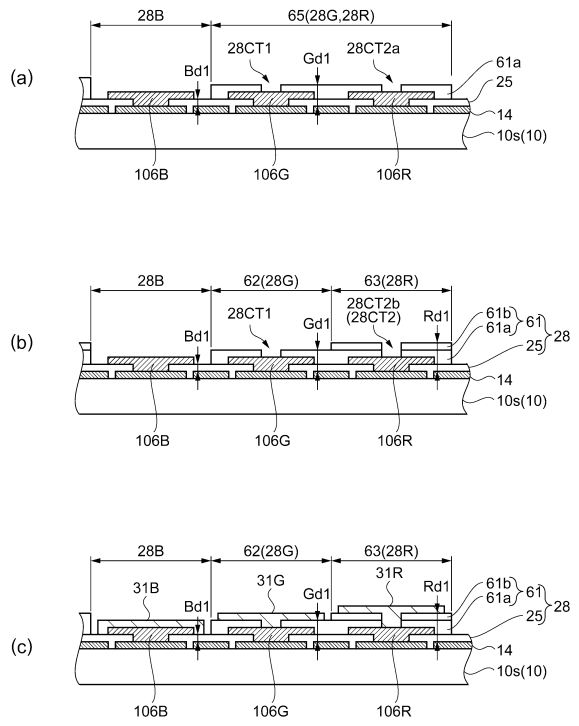 28B 65(28G,28R)
28CT1 28CT2a
Bd1 Gd1
(a)
61a
25
14
10s(10)
106B 106G 106R
28B 62(28G) 63(28R)
28CT1 28CT2b Rd1
(28CT2)
Bd1 Gd1
(b)
61b
61a 61
25 28
14
10s(10)
106B 106G 106R
28B 62(28G) 63(28R)
31B 31G 31R
Bd1 Gd1 Rd1
61b
61a 61
25 28
14
(c)
10s(10)
106B 106G 106R